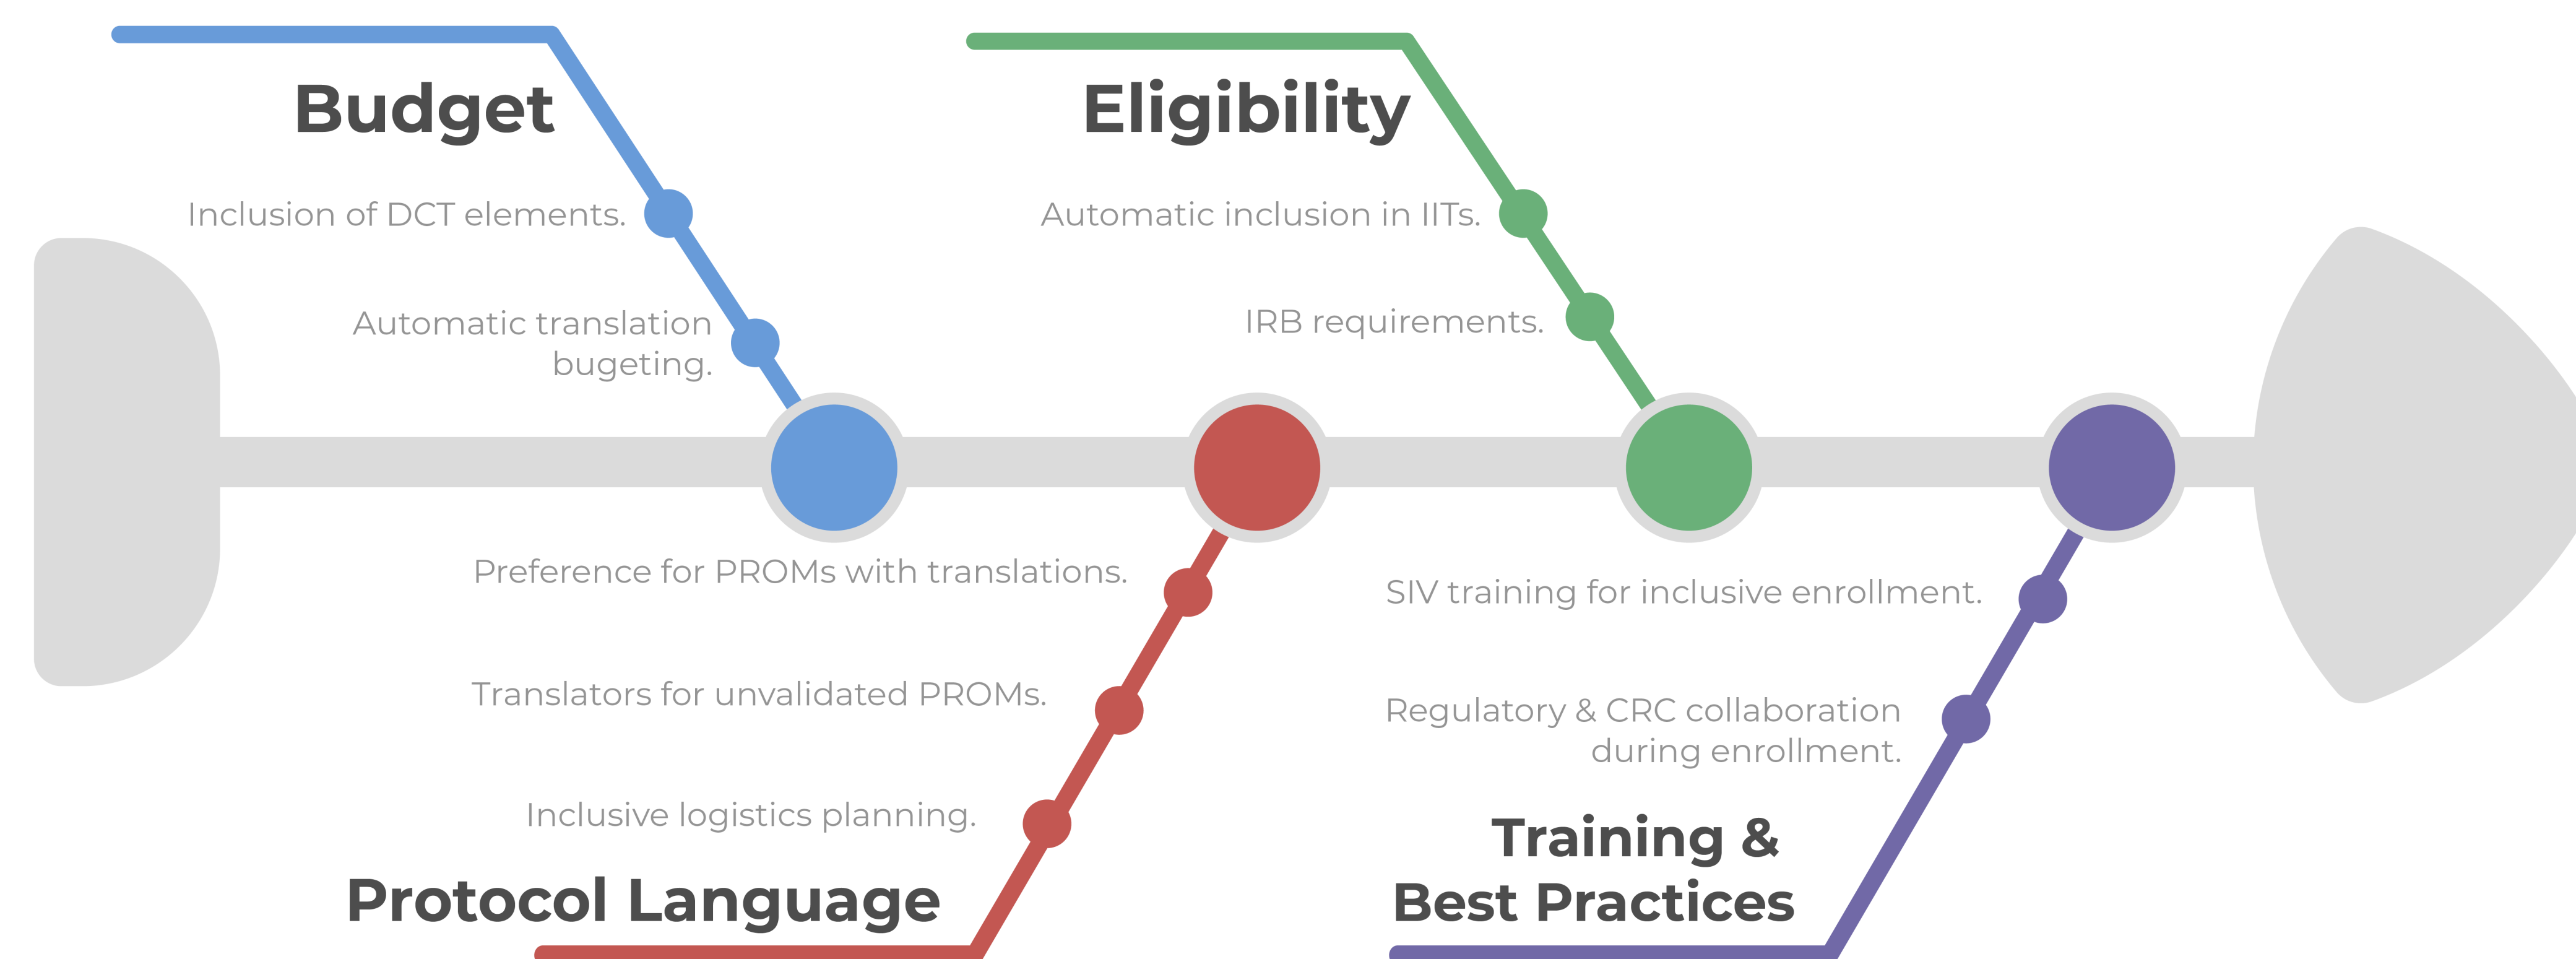 Budget
Inclusion of DCT elements.
Automatic translation
bugeting.
Eligibility
Automatic inclusion in IITs.
IRB requirements.
Preference for PROMs with translations.
Translators for unvalidated PROMs.
Inclusive logistics planning.
Protocol Language
SIV training for inclusive enrollment.
Regulatory & CRC collaboration
during enrollment.
Training &
Best Practices